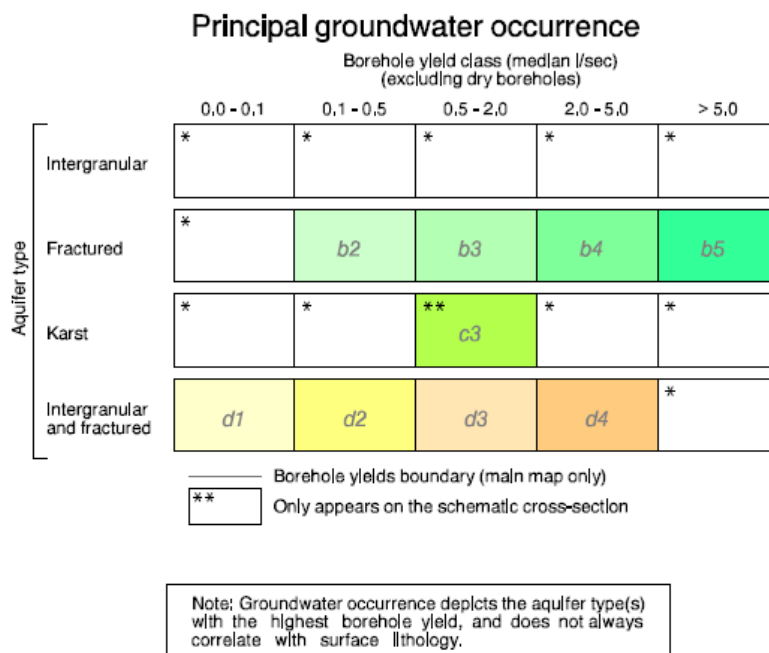 Principal groundwater occurrence
Borehole yield class (median l/sec)
(excluding dry boreholes)
0,0 - 0,1 0,1 - 0,5 0,5 - 2,0 2,0 - 5,0 > 5,0
Aquifer type
Intergranular * * * * *
Fractured * b2 b3 b4 b5
Karst * * ** c3 * *
Intergranular
and fractured d1 d2 d3 d4 *
Borehole yields boundary (main map only)
** Only appears on the schematic cross-section
Note: Groundwater occurrence depicts the aquifer type(s)
with the highest borehole yield, and does not always
correlate with surface lithology.